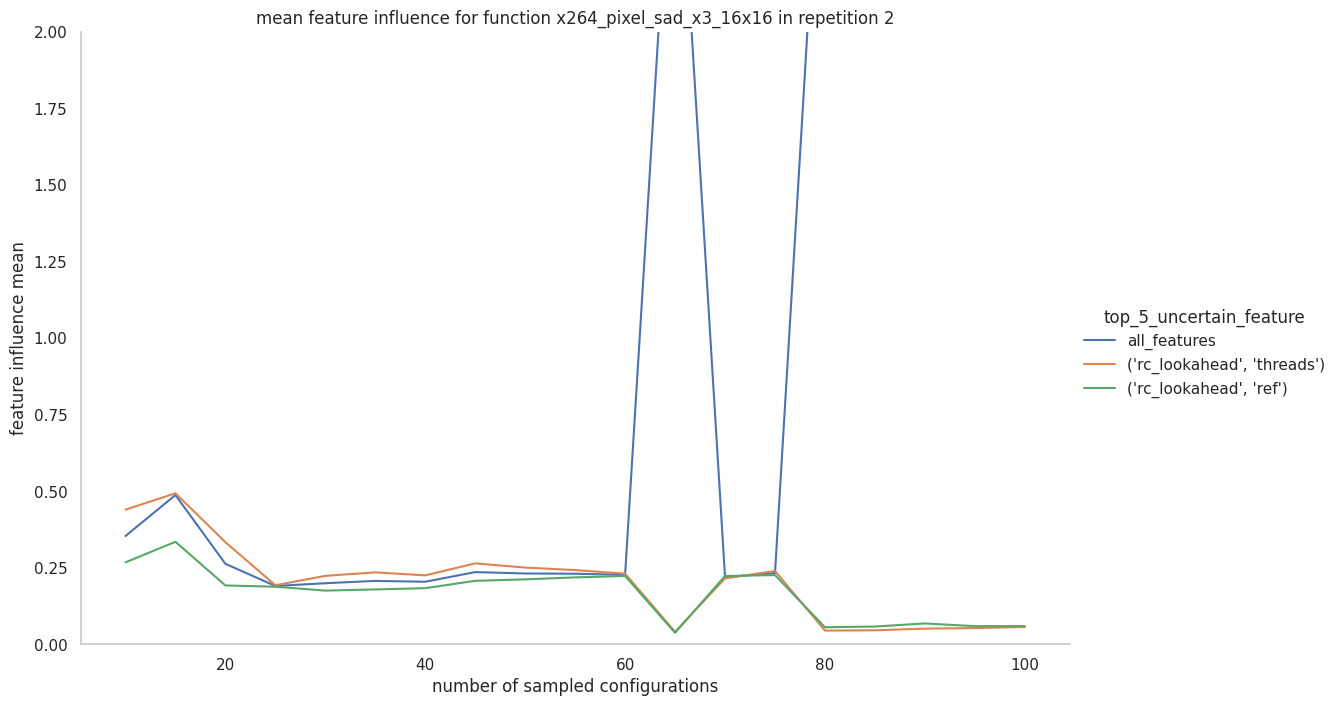 mean feature influence for function x264_pixel_sad_x3_16x16 in repetition 2
2.00
1.75
1.50
1.25
1.00
0.75
0.50
0.25
0.00
feature influence mean
20 40 60 80 100
number of sampled configurations
top_5_uncertain_feature
all_features
('rc_lookahead', 'threads')
('rc_lookahead', 'ref')